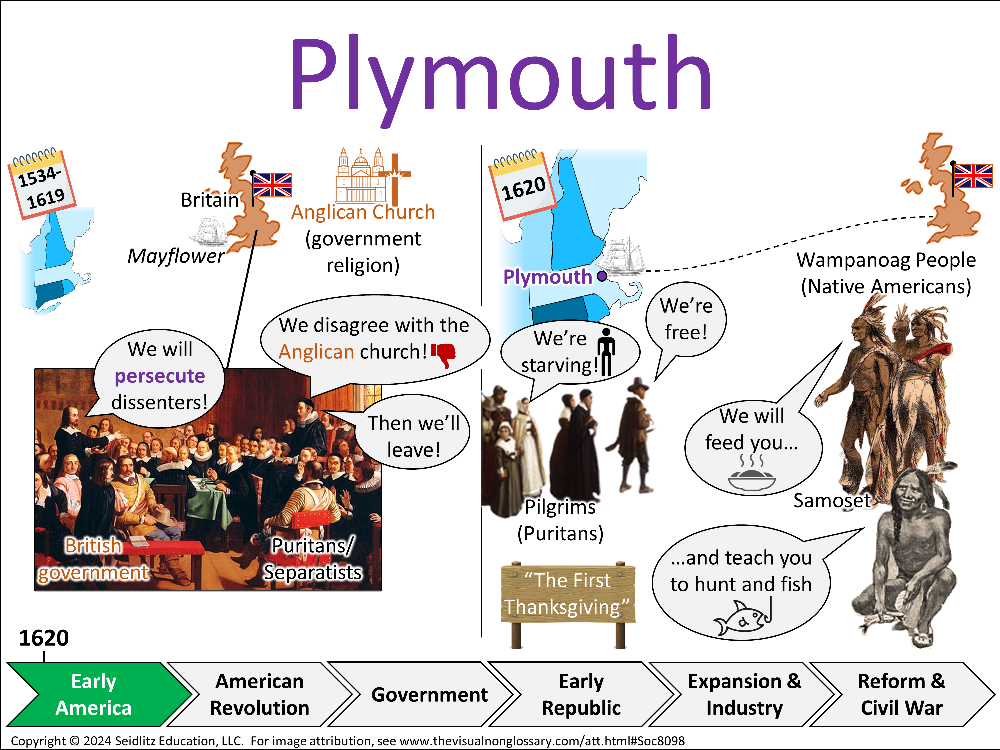 Plymouth
1534-
1619
Britain
Mayflower
Anglican Church
(government
religion)
We will
persecute
dissenters!
We disagree with the
Anglican church!
Then we'll
leave!
British
government
Puritans/
Separatists
1620
Plymouth
Wampanoag People
(Native Americans)
We're
starving!
We're
free!
We will
feed you...
Pilgrims
(Puritans)
Samoset
...and teach you
to hunt and fish
"The First
Thanksgiving"
1620
Early
America
American
Revolution
Government
Early
Republic
Expansion &
Industry
Reform &
Civil War
Copyright © 2024 Seidlitz Education, LLC.  For image attribution, see www.thevisualnonglossary.com/att.html#Soc8098